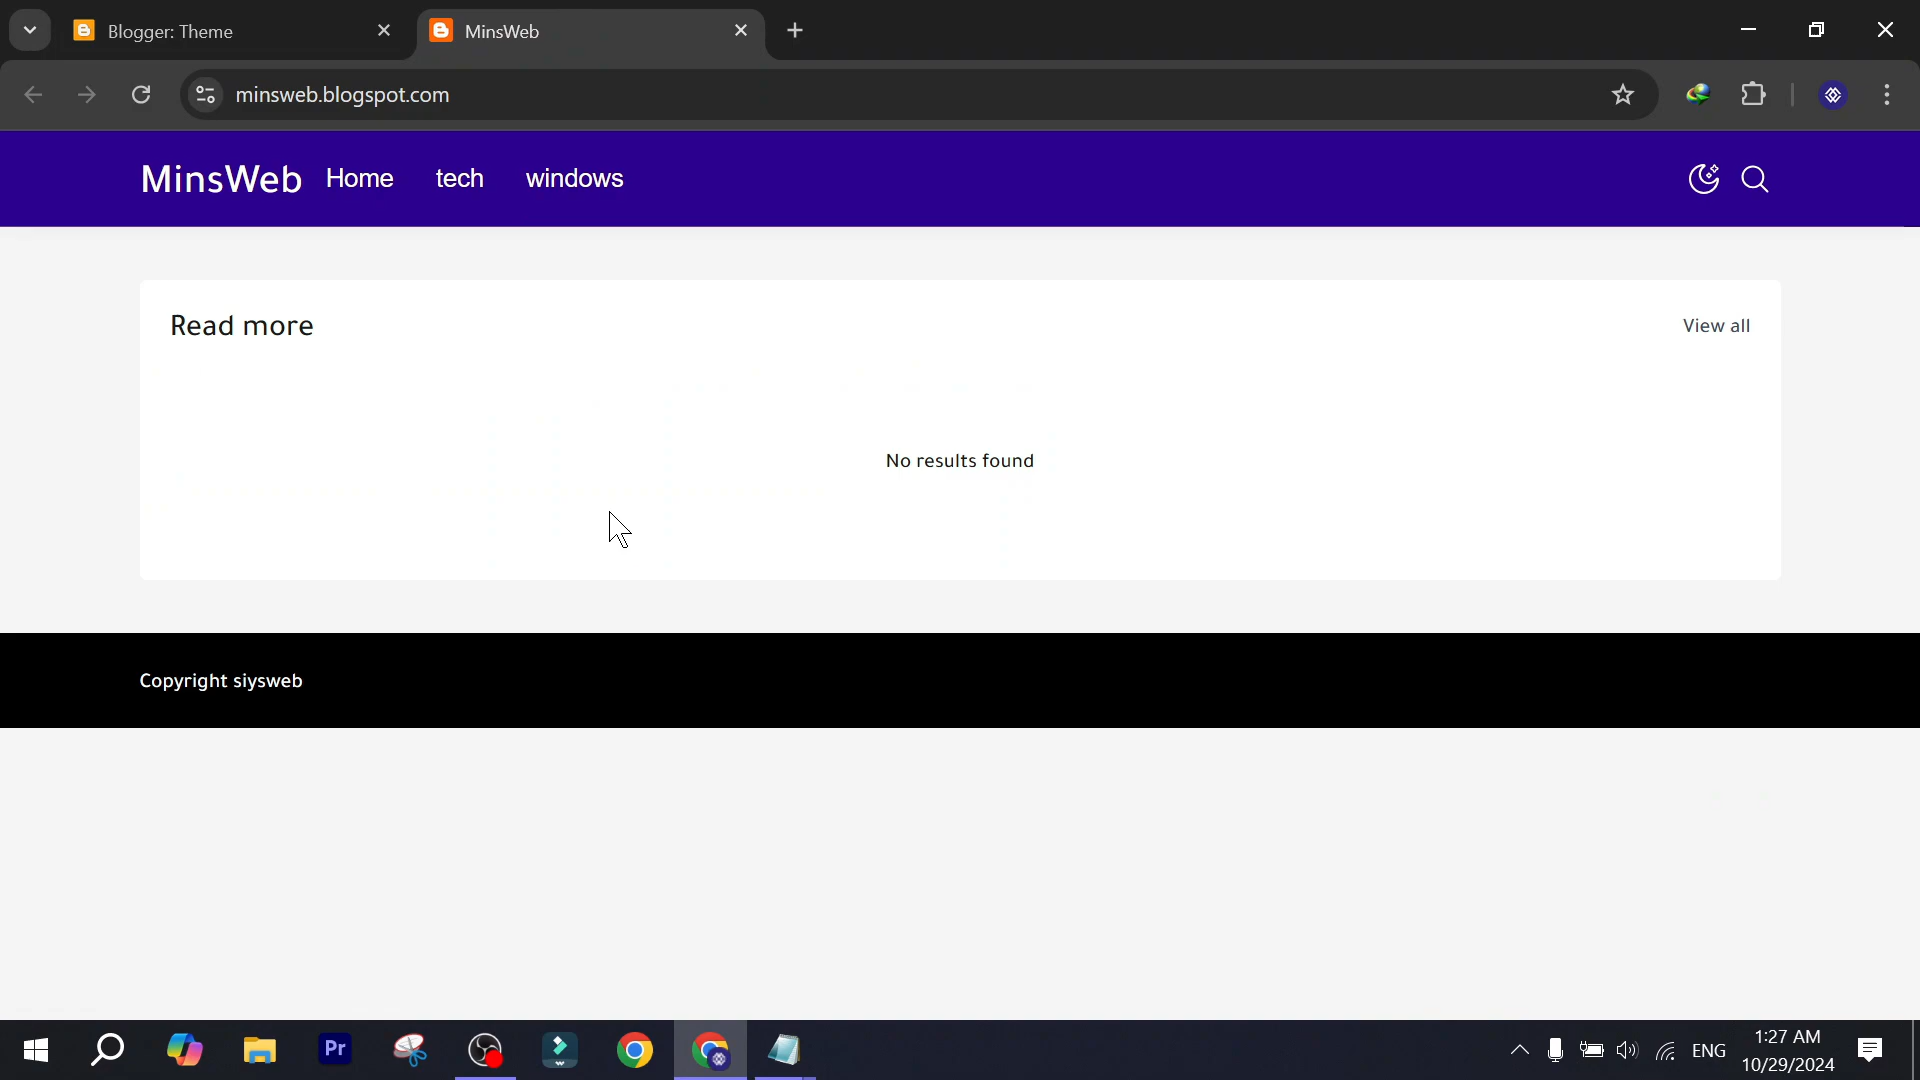 Blogger: Theme
MinsWeb
minsweb.blogspot.com
MinsWeb Home tech windows
Read more
View all
No results found
Copyright siysweb
Pr
ENG
1:27 AM
10/29/2024